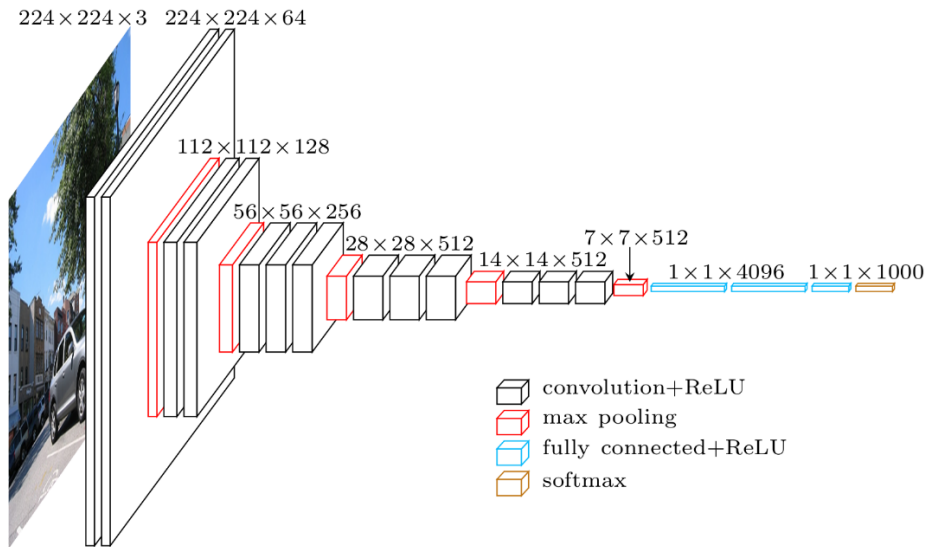 224×224×3
224×224×64
112×112×128
56×56×256
28×28×512
14×14×512
7×7×512
1×1×4096
1×1×1000
convolution+ReLU
max pooling
fully connected+ReLU
softmax